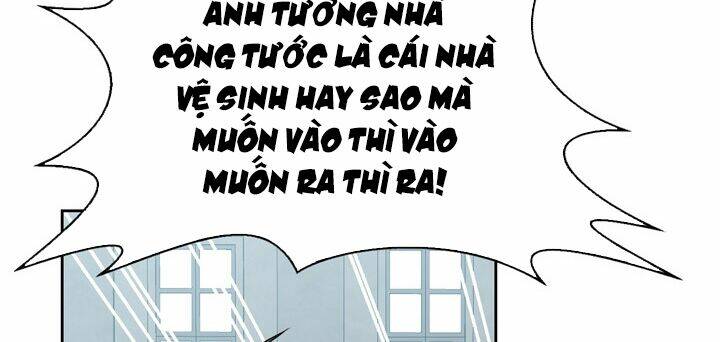 ANH TƯỞNG NHÀ
CÔNG TƯỚC LÀ CÁI NHÀ
VỆ SINH HAY SAO MÀ
MUỐN VÀO THÌ VÀO
MUỐN RA THÌ RA!